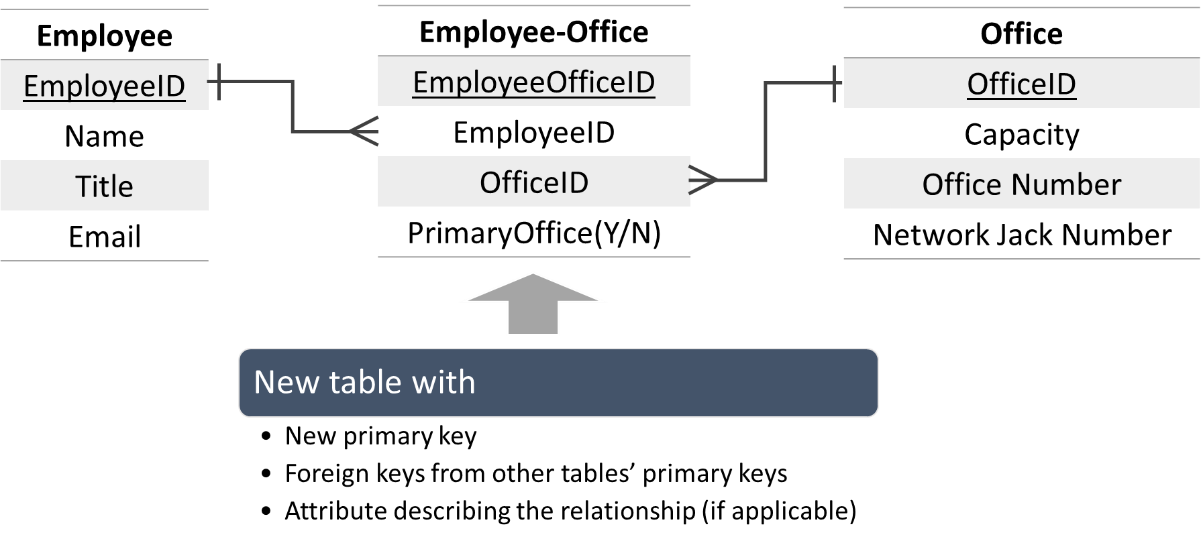 Employee
EmployeeID
Name
Title
Email
Employee-Office
EmployeeOfficeID
EmployeeID
OfficeID
PrimaryOffice(Y/N)
Office
OfficeID
Capacity
Office Number
Network Jack Number
New table with
• New primary key
• Foreign keys from other tables’ primary keys
• Attribute describing the relationship (if applicable)